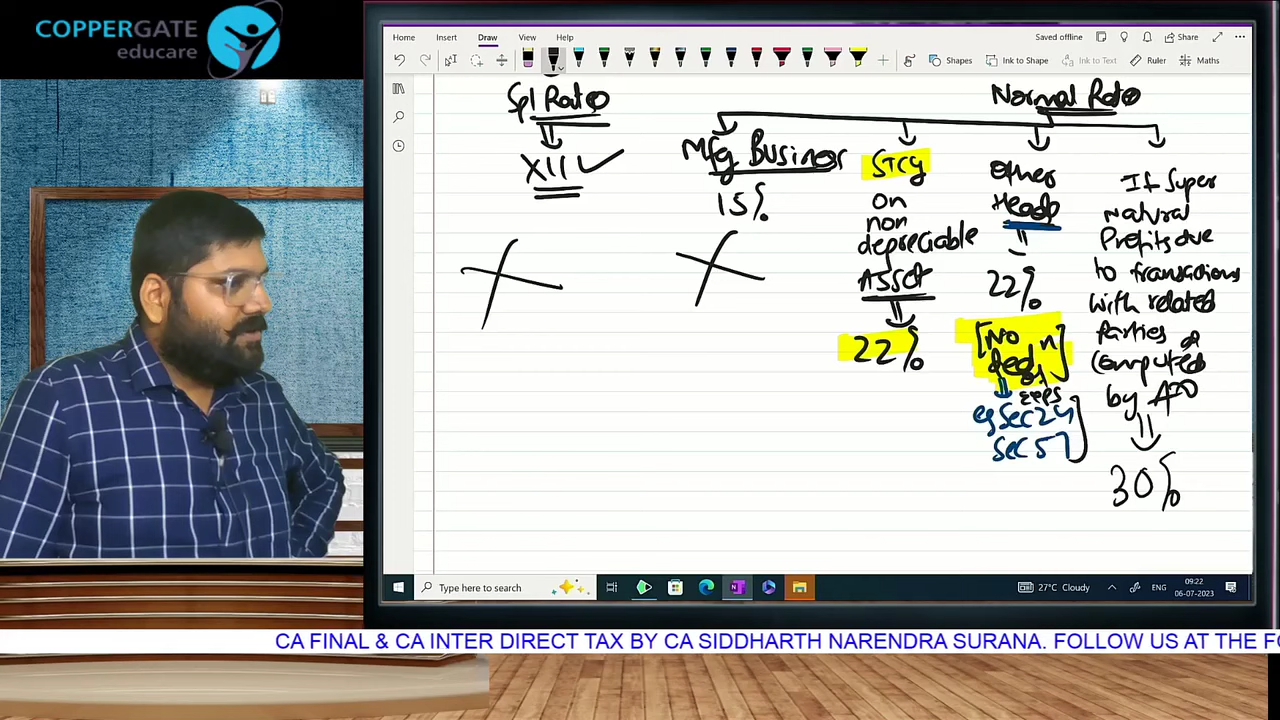 COPPERGATE
educare
Home Insert Draw View Help
Saved offline
Share
Shapes
Ink to Shape
Ink to Text
Ruler
Maths
Spl Rate
XII ✓
Normal Rate
Mfg Business
15%
STCG
on
non
depreciable
Asset
22%
Other
Heads
22%
[No
dedn]
of
exps
eg Sec 24
Sec 57
If Super
natural
Profits due
to transactions
with related
Parties
Computed
by AO
30%
Type here to search
27°C Cloudy
ENG
09:22
06-07-2023
CA FINAL & CA INTER DIRECT TAX BY CA SIDDHARTH NARENDRA SURANA. FOLLOW US AT THE FO